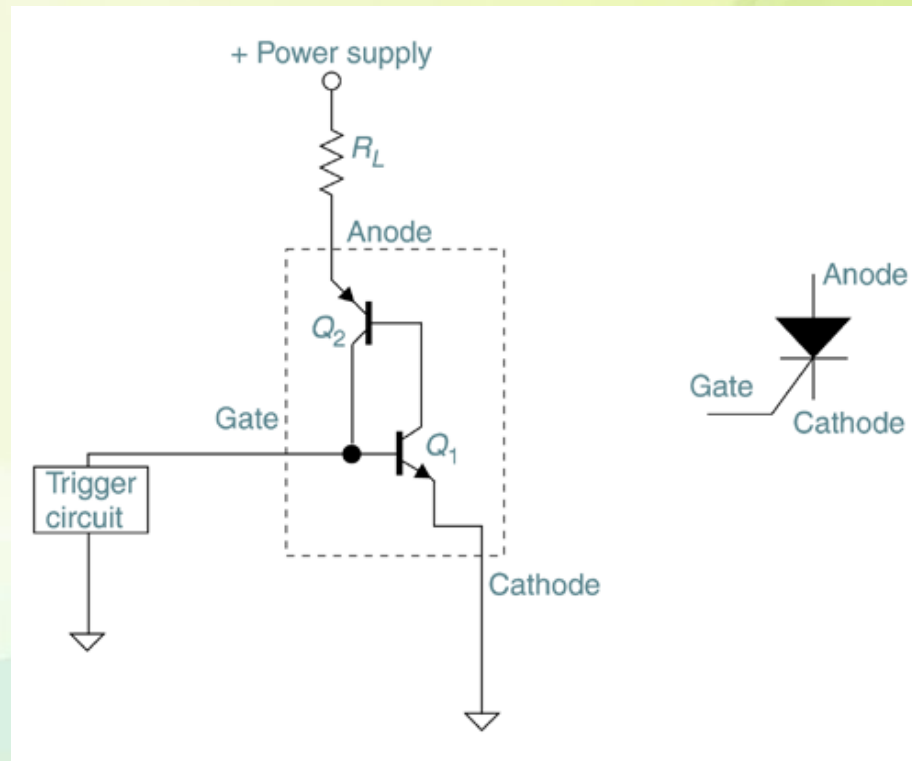 + Power supply
R_L
Anode
Q_2
Gate
Q_1
Trigger
circuit
Cathode
Anode
Gate
Cathode